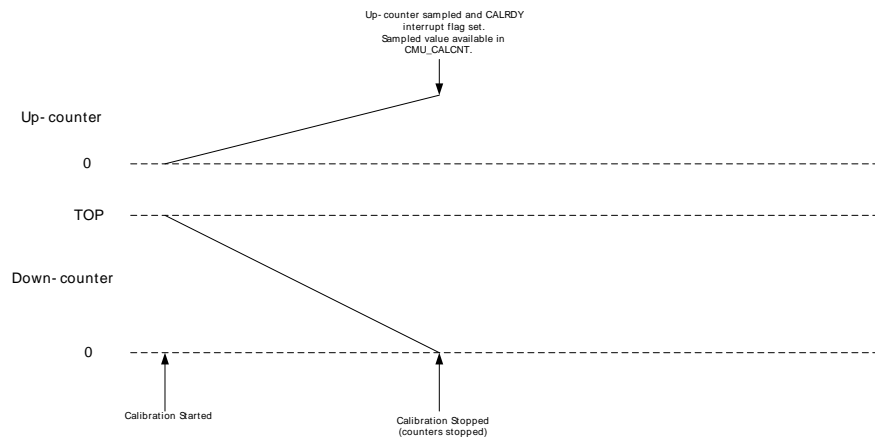 Up-counter sampled and CALRDY
interrupt flag set.
Sampled value available in
CMU_CALCNT.
Up-counter
0
TOP
Down-counter
0
Calibration Started
Calibration Stopped
(counters stopped)